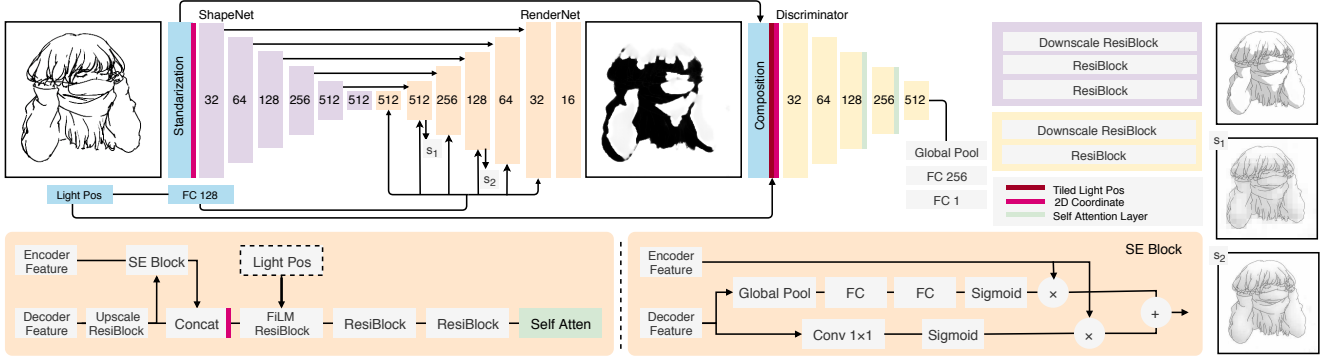 ShapeNet
RenderNet
Discriminator
Standarization
32
64
128
256
512
512
512
512
256
128
64
32
16
s1
s2
Composition
32
64
128
256
512
Global Pool
FC 256
FC 1
Light Pos
FC 128
Downscale ResiBlock
ResiBlock
ResiBlock
Downscale ResiBlock
ResiBlock
Tiled Light Pos
2D Coordinate
Self Attention Layer
s1
s2
Encoder
Feature
SE Block
Light Pos
Decoder
Feature
Upscale
ResiBlock
Concat
FiLM
ResiBlock
ResiBlock
ResiBlock
Self Atten
Encoder
Feature
SE Block
Global Pool
FC
FC
Sigmoid
×
Decoder
Feature
Conv 1×1
Sigmoid
×
+